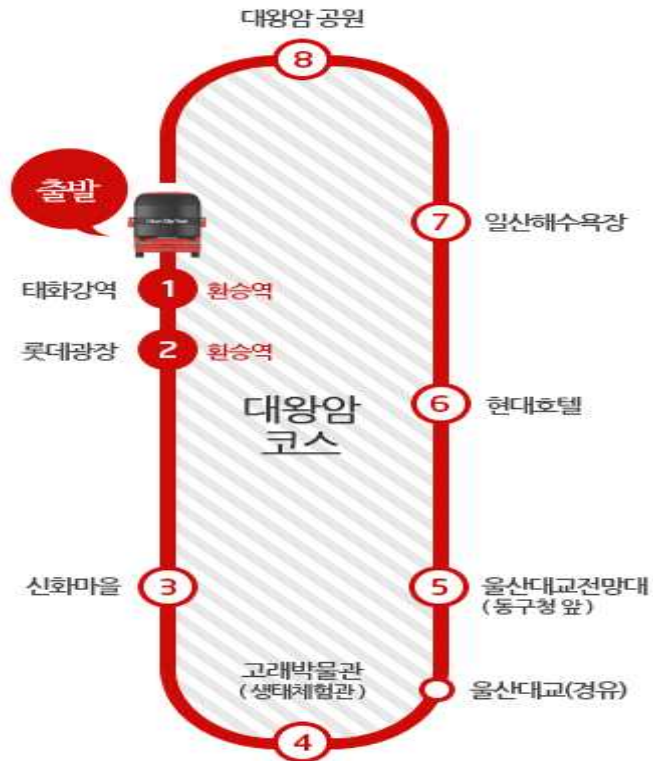 대왕암 공원
8
출발
7 일산해수욕장
태화강역 1 환승역
롯데광장 2 환승역
대왕암
코스
6 현대호텔
신화마을 3
5 울산대교전망대
(동구청 앞)
고래박물관
(생태체험관)
울산대교(경유)
4